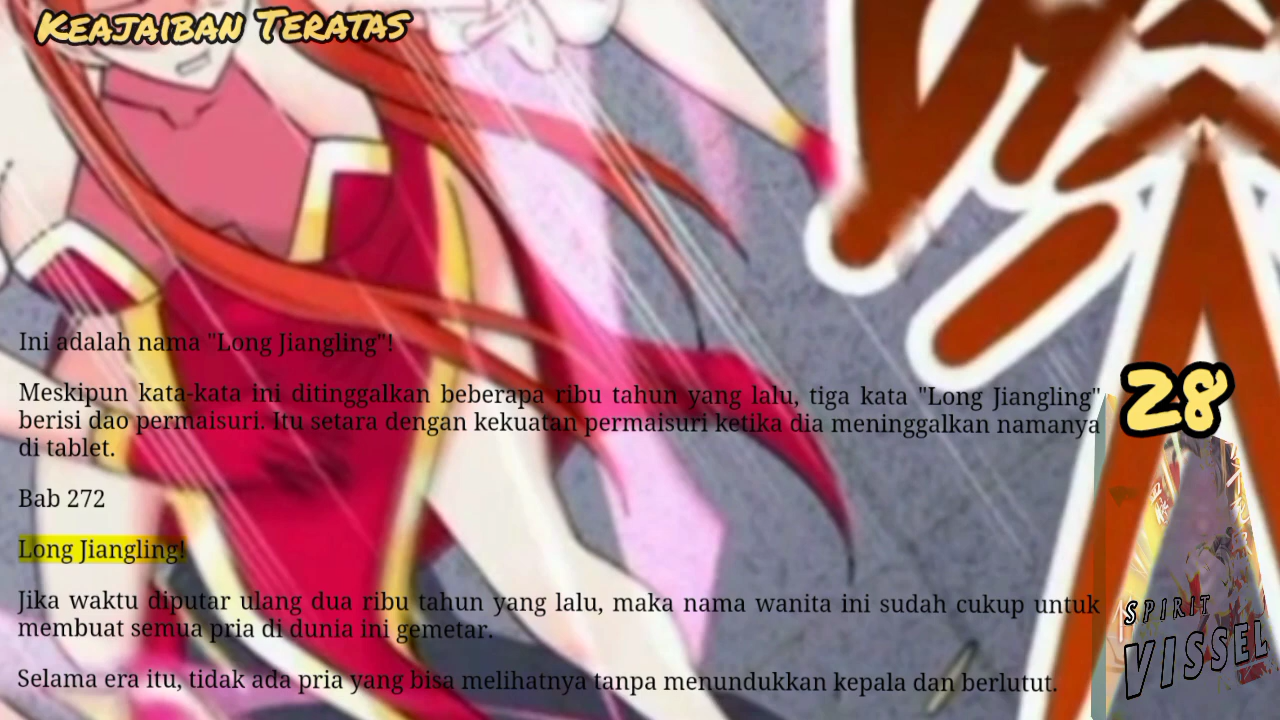 KEAJAIBAN TERATAS
Ini adalah nama "Long Jiangling"!
Meskipun kata-kata ini ditinggalkan beberapa ribu tahun yang lalu, tiga kata "Long Jiangling"
berisi dao permaisuri. Itu setara dengan kekuatan permaisuri ketika dia meninggalkan namanya
di tablet.
Bab 272
Long Jiangling!
Jika waktu diputar ulang dua ribu tahun yang lalu, maka nama wanita ini sudah cukup untuk
membuat semua pria di dunia ini gemetar.
Selama era itu, tidak ada pria yang bisa melihatnya tanpa menundukkan kepala dan berlutut.
28
SPIRIT
VISSEL